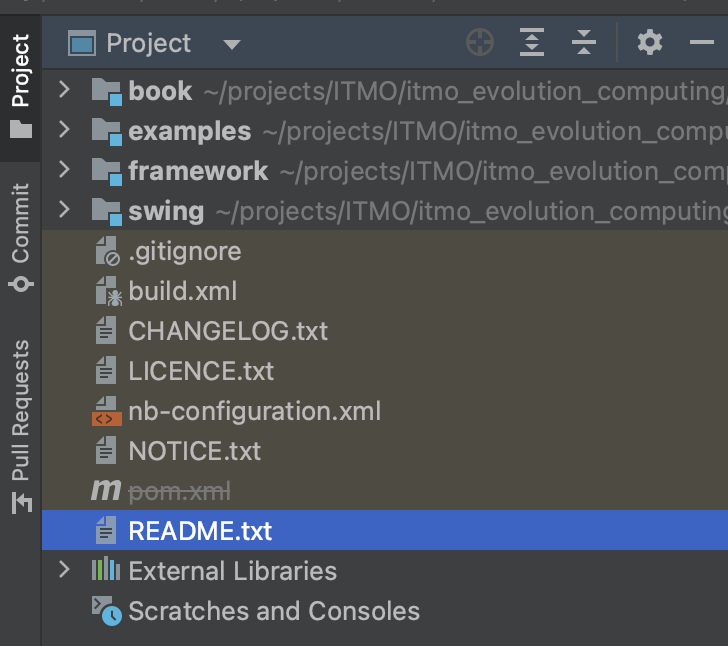 Project
Commit
Pull Requests
Project
book ~/projects/ITMO/itmo_evolution_computing
examples ~/projects/ITMO/itmo_evolution_comp
framework ~/projects/ITMO/itmo_evolution_com
swing ~/projects/ITMO/itmo_evolution_computing
.gitignore
build.xml
CHANGELOG.txt
LICENCE.txt
nb-configuration.xml
NOTICE.txt
pom.xml
README.txt
External Libraries
Scratches and Consoles